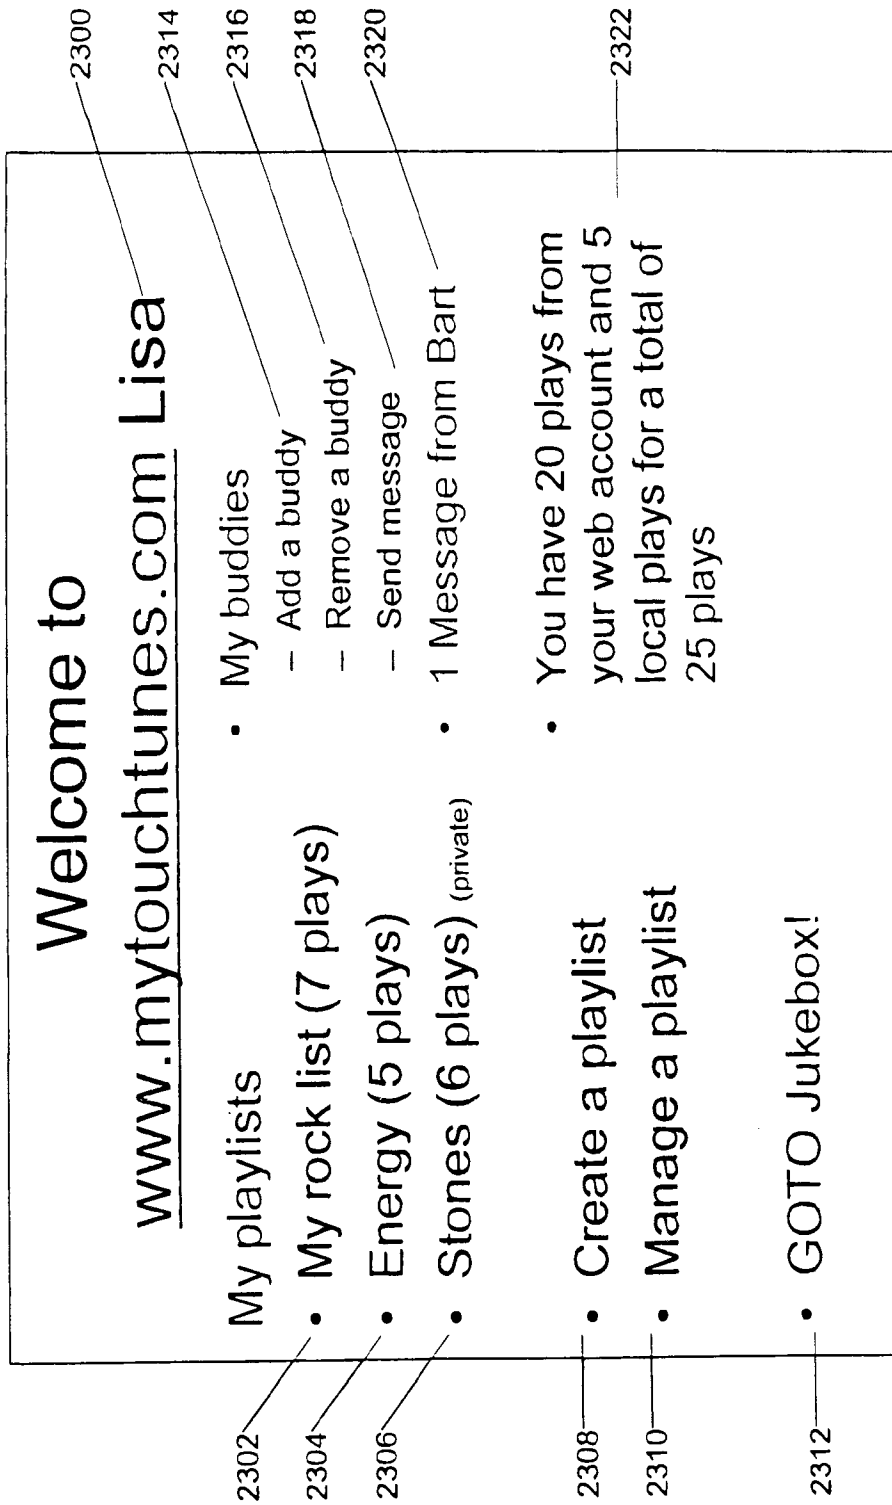 Welcome to
www.mytouchtunes.com Lisa
My playlists
• My rock list (7 plays)
• Energy (5 plays)
• Stones (6 plays) (private)
• Create a playlist
• Manage a playlist
• GOTO Jukebox!
• My buddies
– Add a buddy
– Remove a buddy
– Send message
• 1 Message from Bart
• You have 20 plays from
your web account and 5
local plays for a total of
25 plays
2300
2314
2316
2318
2320
2322
2302
2304
2306
2308
2310
2312